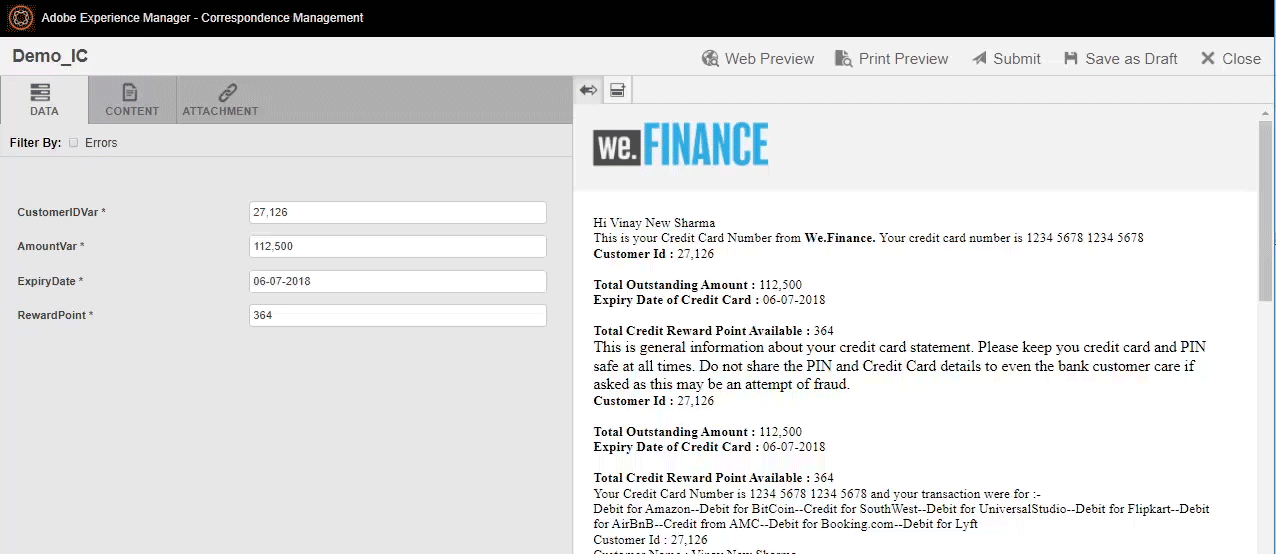 Adobe Experience Manager - Correspondence Management
Demo_IC
Web Preview Print Preview Submit Save as Draft Close
DATA CONTENT ATTACHMENT
Filter By: Errors
CustomerIDVar * 27,126
AmountVar * 112,500
ExpiryDate * 06-07-2018
RewardPoint * 364
we.FINANCE
Hi Vinay New Sharma
This is your Credit Card Number from We.Finance. Your credit card number is 1234 5678 1234 5678
Customer Id : 27,126
Total Outstanding Amount : 112,500
Expiry Date of Credit Card : 06-07-2018
Total Credit Reward Point Available : 364
This is general information about your credit card statement. Please keep you credit card and PIN
safe at all times. Do not share the PIN and Credit Card details to even the bank customer care if
asked as this may be an attempt of fraud.
Customer Id : 27,126
Total Outstanding Amount : 112,500
Expiry Date of Credit Card : 06-07-2018
Total Credit Reward Point Available : 364
Your Credit Card Number is 1234 5678 1234 5678 and your transaction were for :-
Debit for Amazon--Debit for BitCoin--Credit for SouthWest--Debit for UniversalStudio--Debit for Flipkart--Debit
for AirBnB--Credit from AMC--Debit for Booking.com--Debit for Lyft
Customer Id : 27,126
Customer Name : Vinay New Sharma